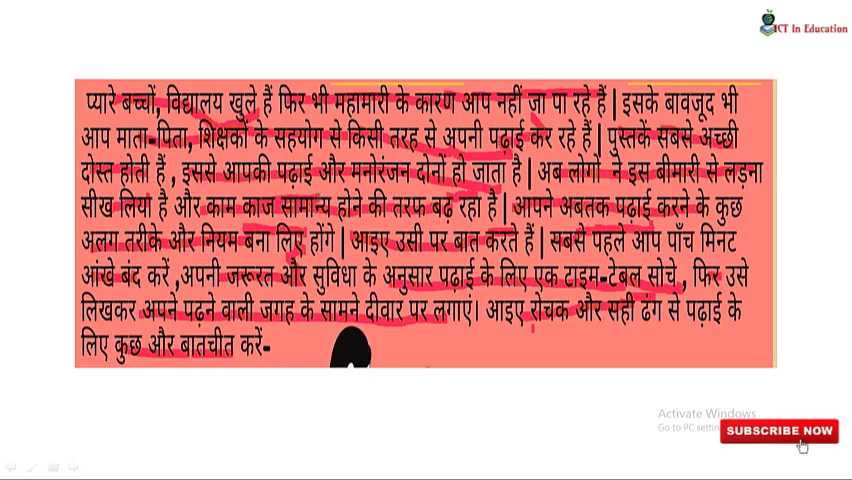 ICT In Education
प्यारे बच्चों, विद्यालय खुले हैं फिर भी महामारी के कारण आप नहीं जा पा रहे हैं | इसके बावजूद भी
आप माता-पिता, शिक्षकों के सहयोग से किसी तरह से अपनी पढ़ाई कर रहे हैं | पुस्तकें सबसे अच्छी
दोस्त होती हैं , इससे आपकी पढ़ाई और मनोरंजन दोनों हो जाता है | अब लोगों ने इस बीमारी से लड़ना
सीख लिया है और काम काज सामान्य होने की तरफ बढ़ रहा है | आपने अबतक पढ़ाई करने के कुछ
अलग तरीके और नियम बना लिए होंगे | आइए उसी पर बात करते हैं | सबसे पहले आप पाँच मिनट
आंखे बंद करें ,अपनी जरूरत और सुविधा के अनुसार पढ़ाई के लिए एक टाइम-टेबल सोचे , फिर उसे
लिखकर अपने पढ़ने वाली जगह के सामने दीवार पर लगाएं। आइए रोचक और सही ढंग से पढ़ाई के
लिए कुछ और बातचीत करें-
Activate Windows
Go to PC settin
SUBSCRIBE NOW